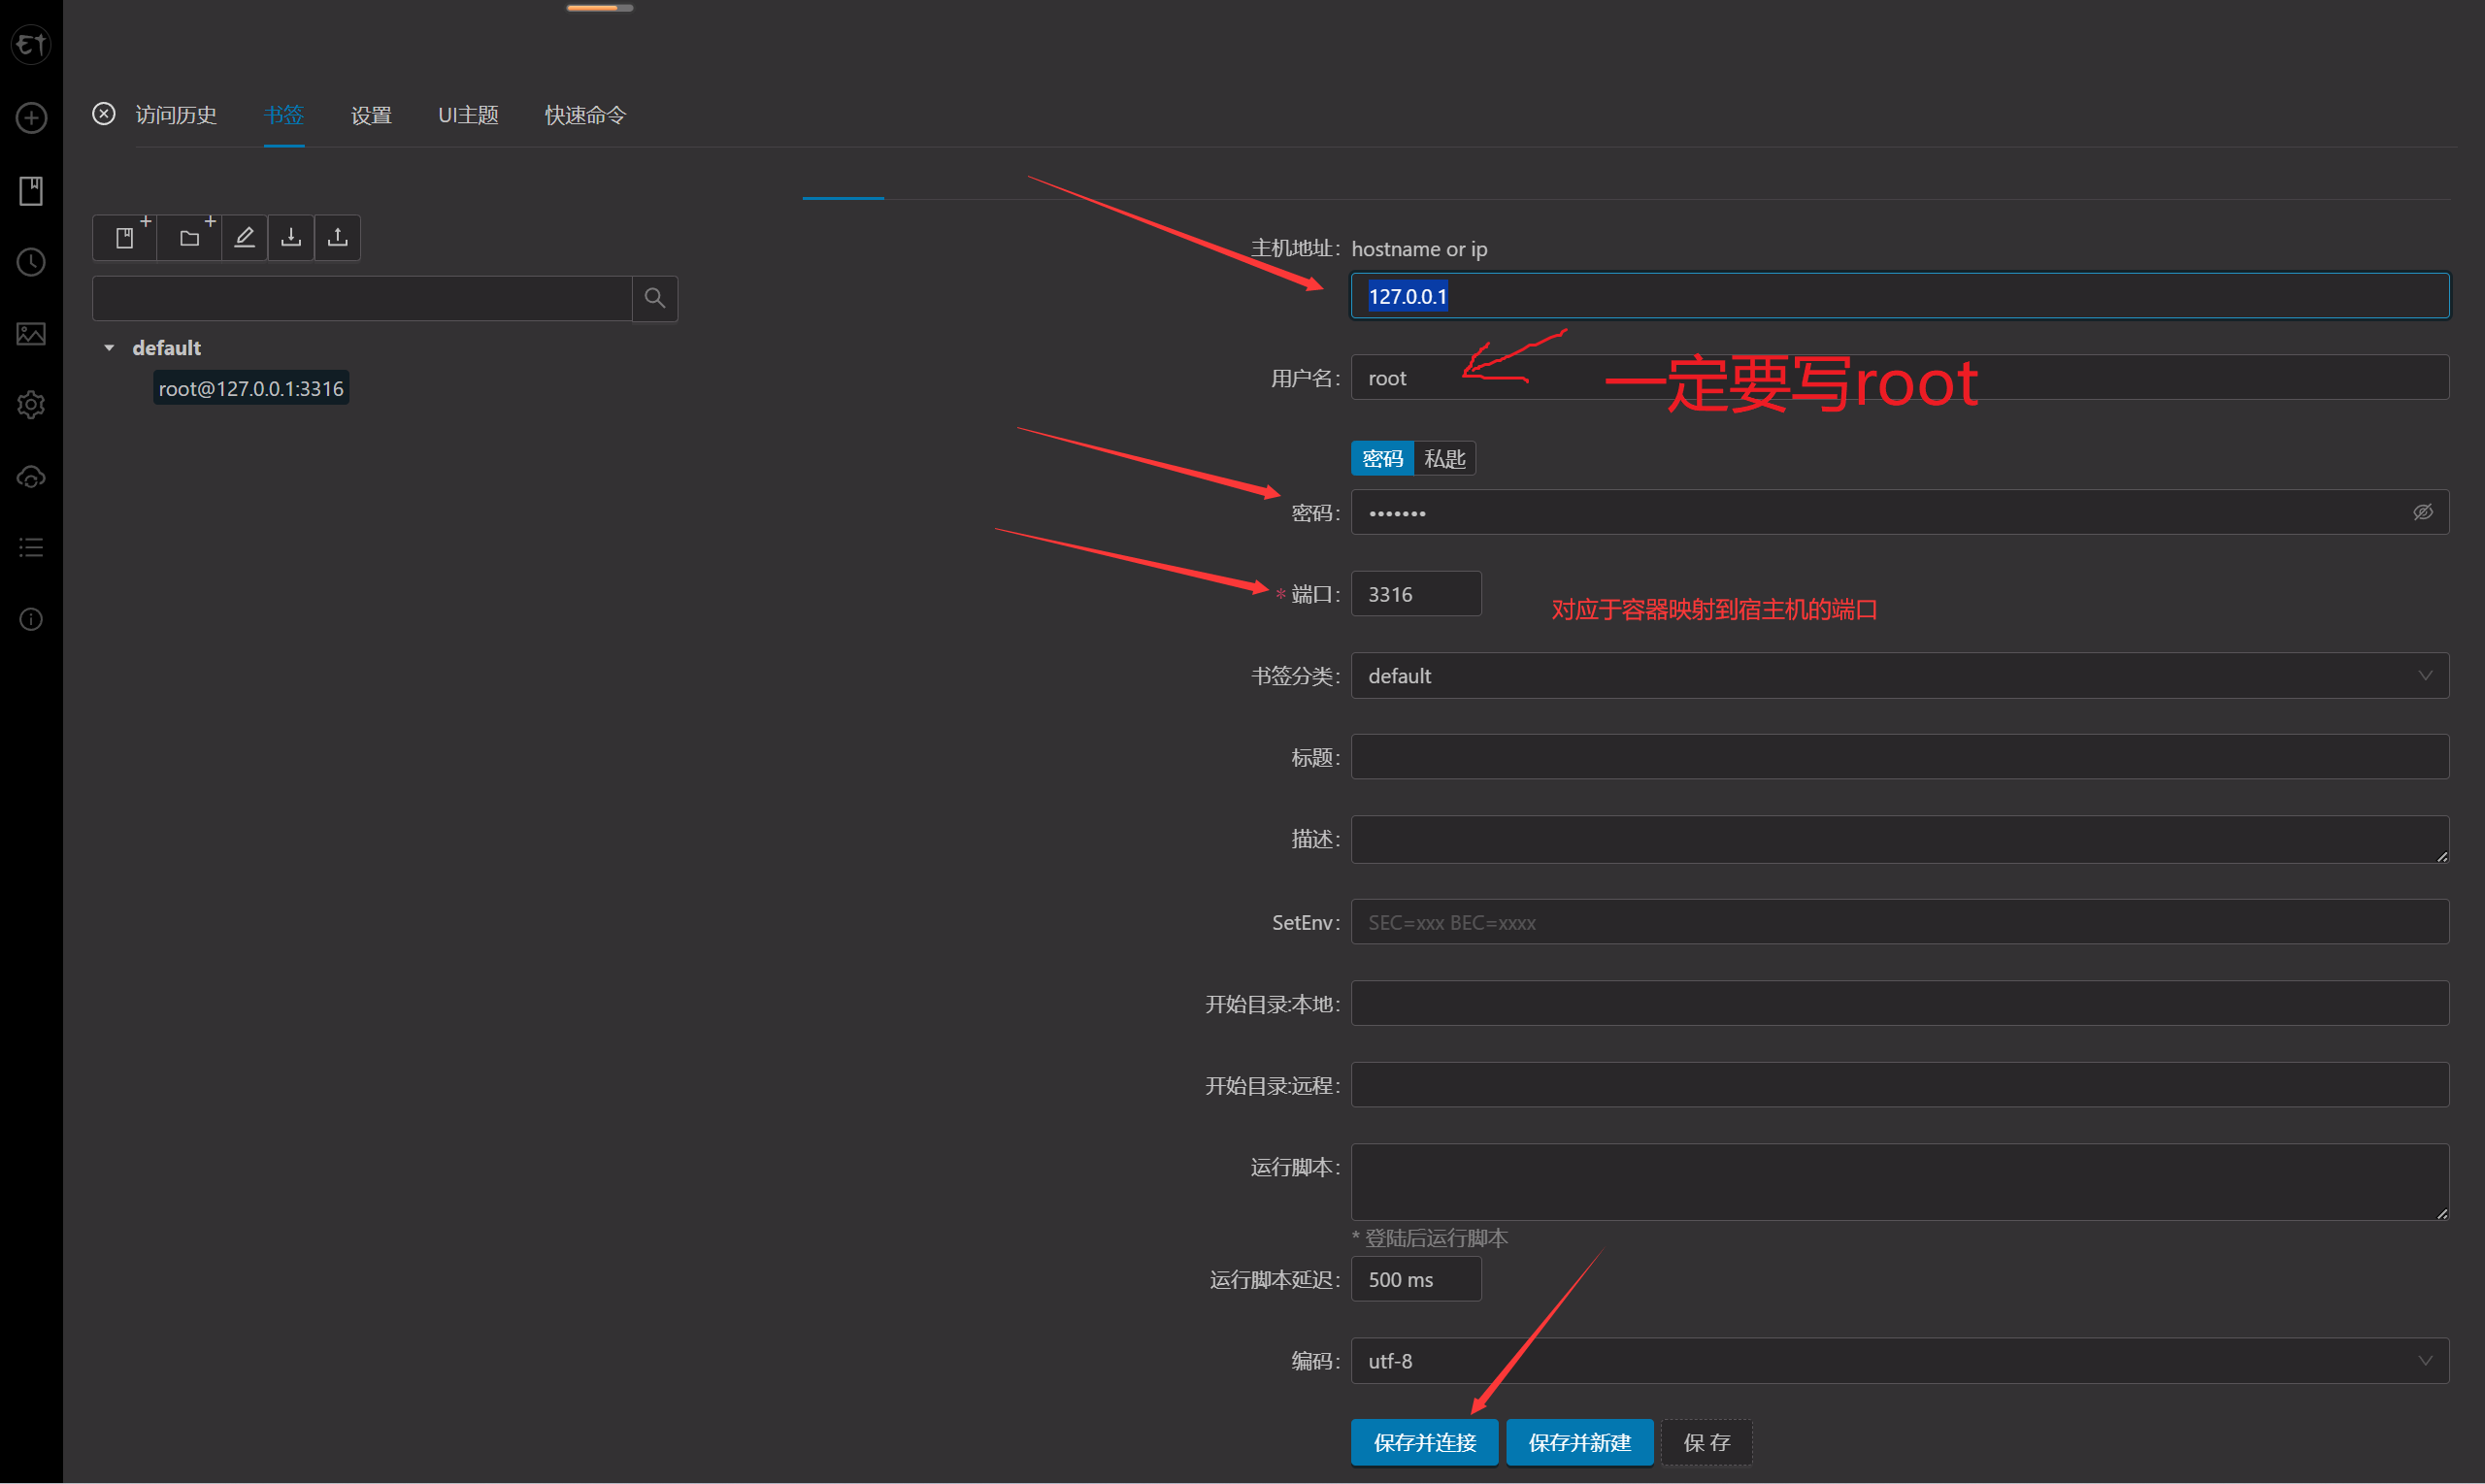 访问历史 书签 设置 UI主题 快速命令
主机地址: hostname or ip
127.0.0.1
default
root@127.0.0.1:3316
用户名: root 一定要写root
密码 私匙
密码: •••••••
* 端口: 3316 对应于容器映射到宿主机的端口
书签分类: default
标题:
描述:
SetEnv: SEC=xxx BEC=xxxx
开始目录:本地:
开始目录:远程:
运行脚本:
* 登陆后运行脚本
运行脚本延迟: 500 ms
编码: utf-8
保存并连接 保存并新建 保 存